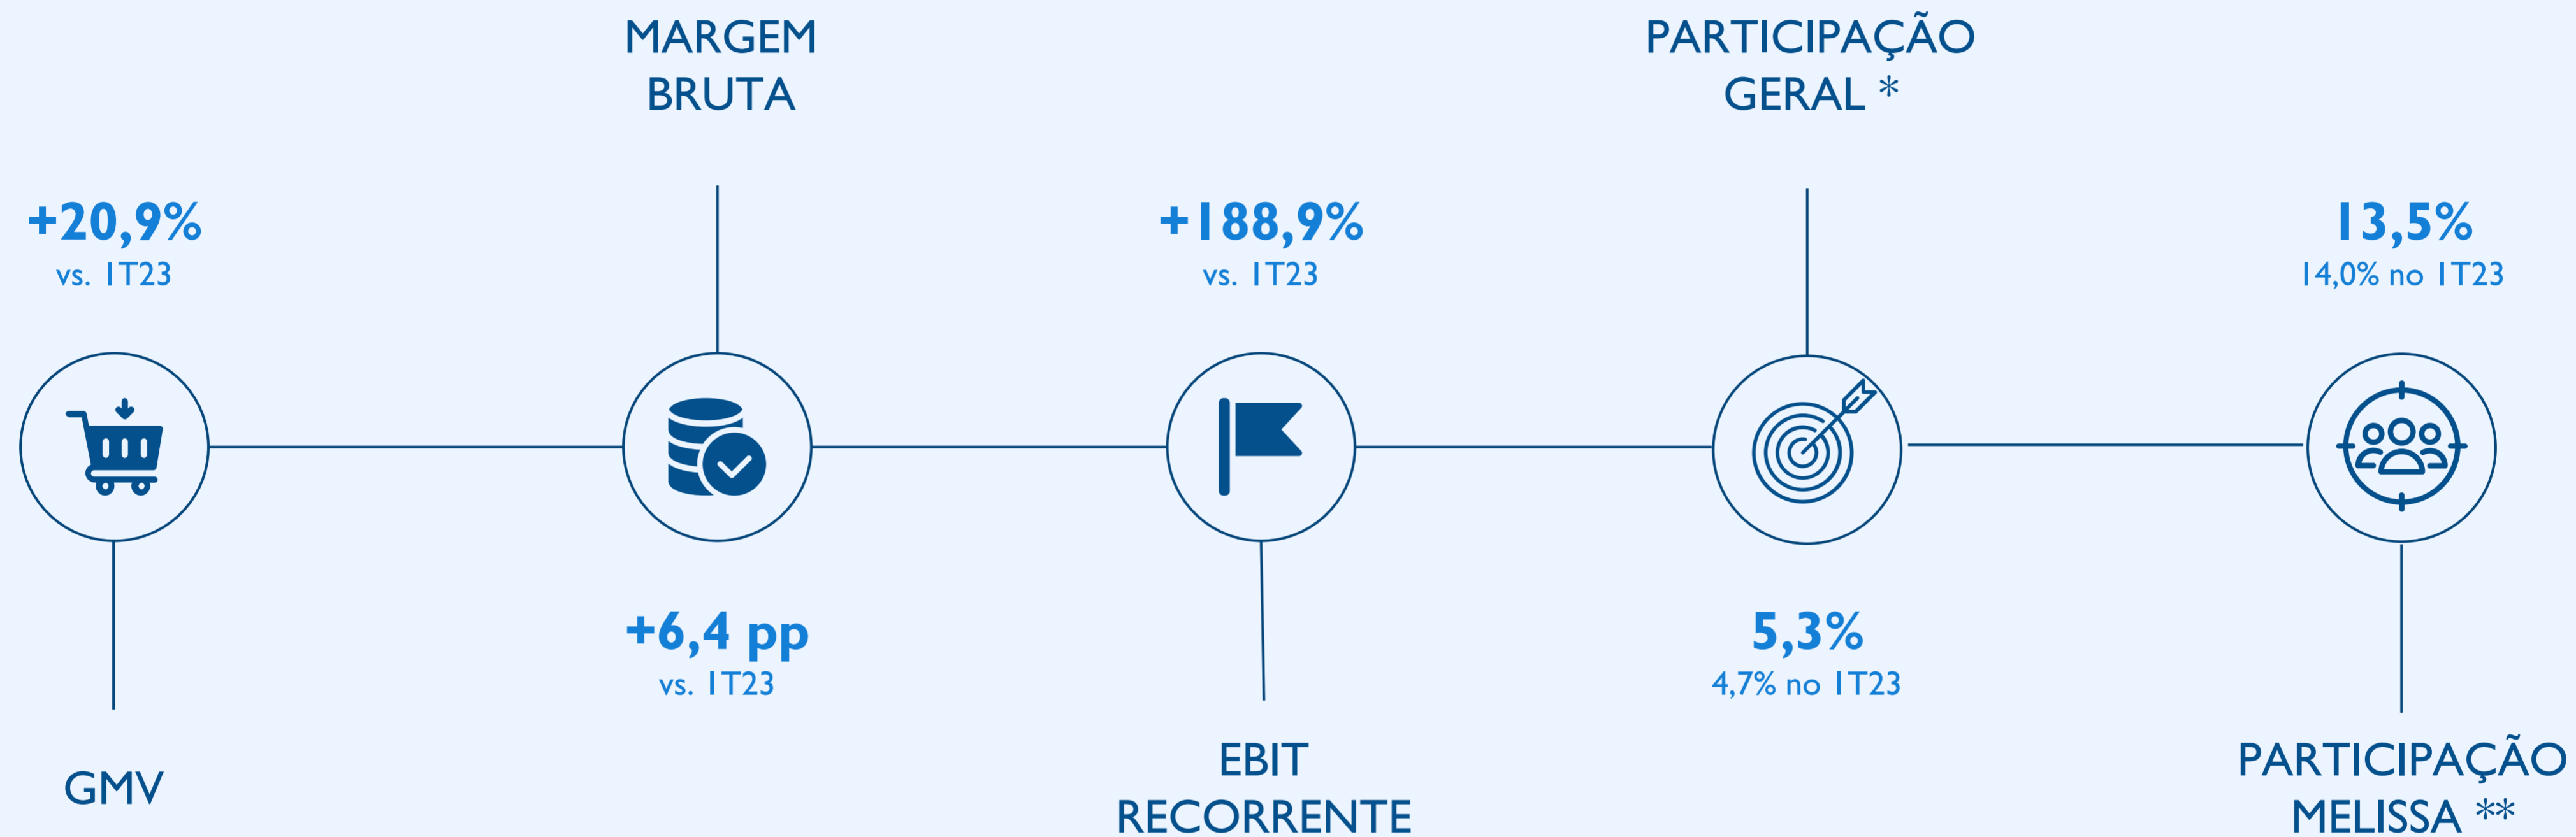 +20,9%
vs. 1T23
GMV
MARGEM
BRUTA
+6,4 pp
vs. 1T23
+188,9%
vs. 1T23
EBIT
RECORRENTE
PARTICIPAÇÃO
GERAL *
5,3%
4,7% no 1T23
13,5%
14,0% no 1T23
PARTICIPAÇÃO
MELISSA **